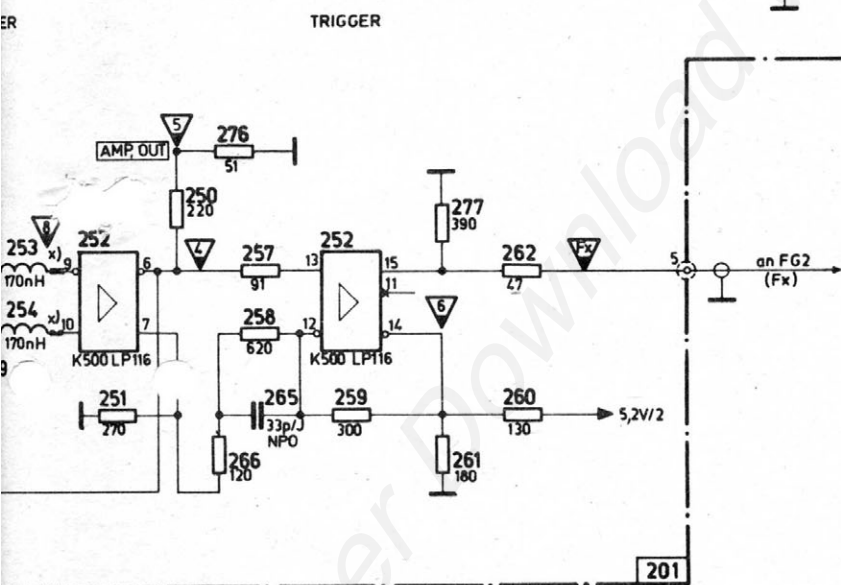 ER
TRIGGER
5
AMP, OUT
276
51
250
220
277
390
8
253
x)
252
4
257
252
262
Fx
5
an FG2
(Fx)
9
6
91
13
15
47
170nH
11
254
x)
258
6
10
7
620
12
14
170nH
K500 LP116
K500 LP116
9
251
270
265
33p/J
NPO
259
300
260
130
5,2V/2
266
120
261
180
201
er Download